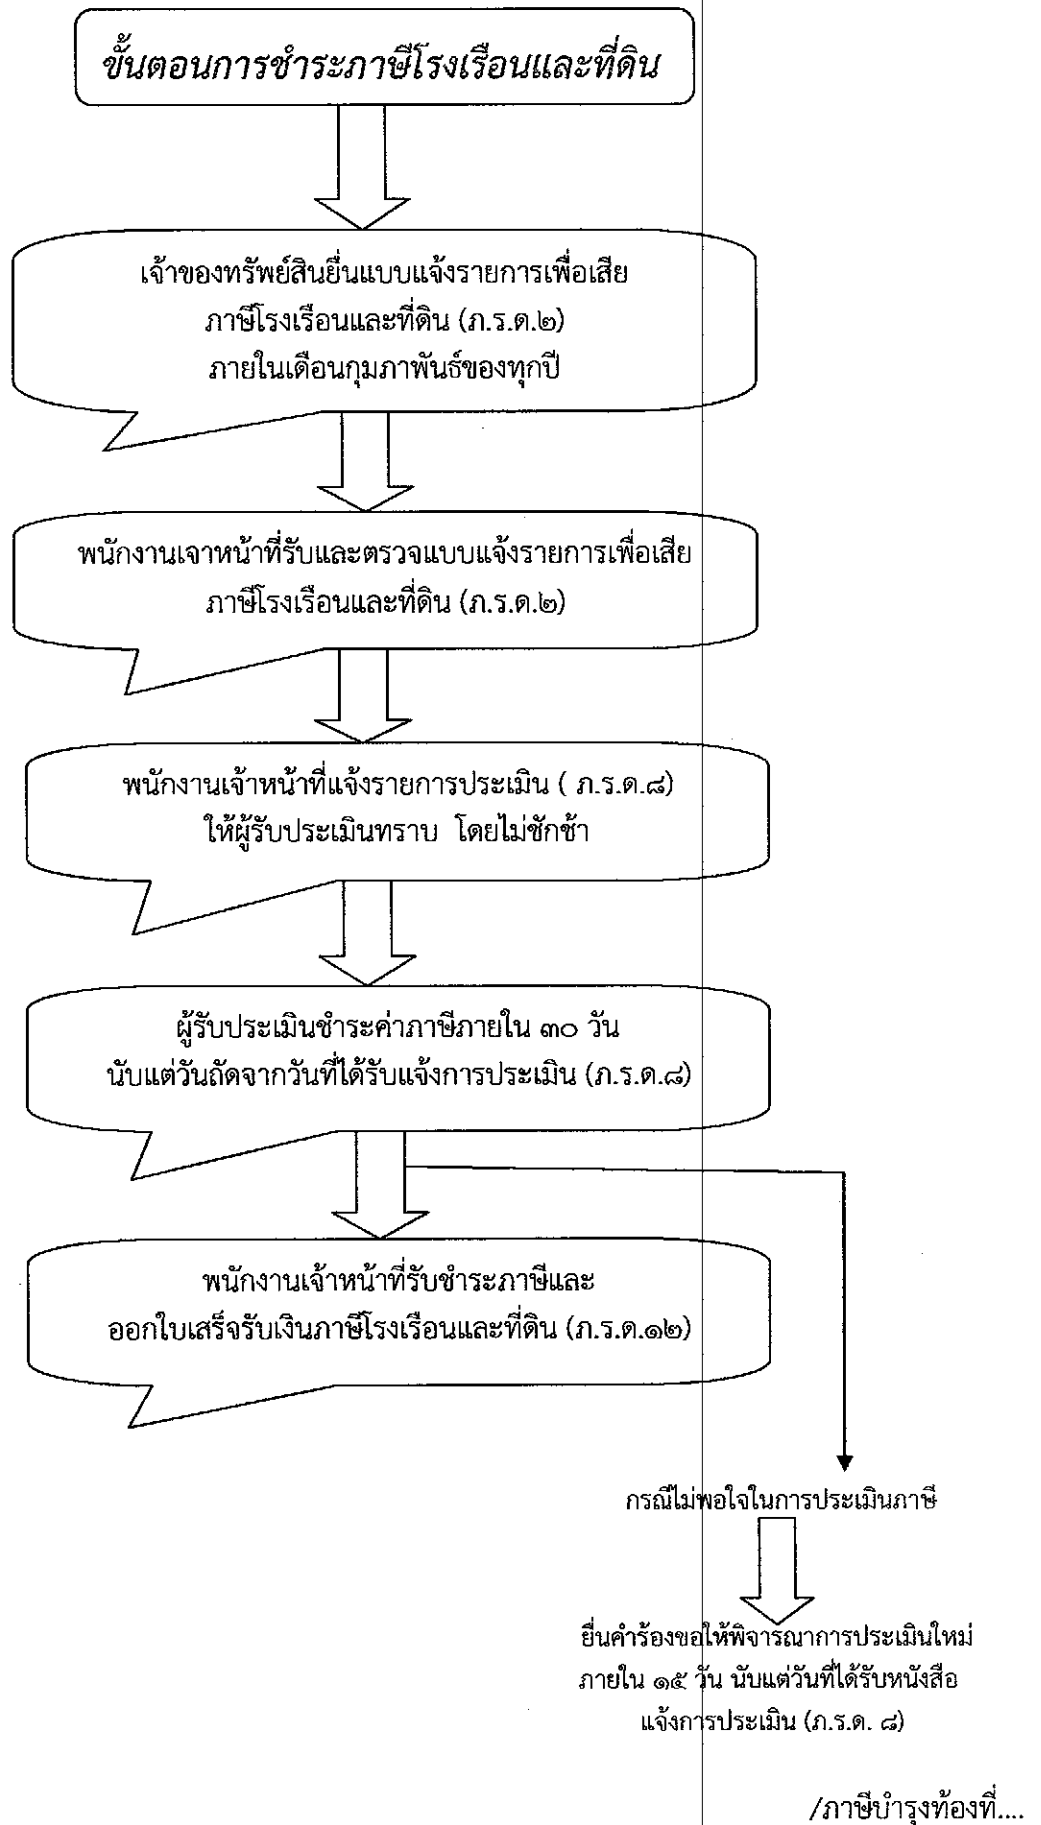 ขั้นตอนการชำระภาษีโรงเรือนและที่ดิน
เจ้าของทรัพย์สินยื่นแบบแจ้งรายการเพื่อเสีย
ภาษีโรงเรือนและที่ดิน (ภ.ร.ด.๒)
ภายในเดือนกุมภาพันธ์ของทุกปี
พนักงานเจาหน้าที่รับและตรวจแบบแจ้งรายการเพื่อเสีย
ภาษีโรงเรือนและที่ดิน (ภ.ร.ด.๒)
พนักงานเจ้าหน้าที่แจ้งรายการประเมิน ( ภ.ร.ด.๘)
ให้ผู้รับประเมินทราบ โดยไม่ชักช้า
ผู้รับประเมินชำระค่าภาษีภายใน ๓๐ วัน
นับแต่วันถัดจากวันที่ได้รับแจ้งการประเมิน (ภ.ร.ด.๘)
พนักงานเจ้าหน้าที่รับชำระภาษีและ
ออกใบเสร็จรับเงินภาษีโรงเรือนและที่ดิน (ภ.ร.ด.๑๒)
กรณีไม่พอใจในการประเมินภาษี
ยื่นคำร้องขอให้พิจารณาการประเมินใหม่
ภายใน ๑๕ วัน นับแต่วันที่ได้รับหนังสือ
แจ้งการประเมิน (ภ.ร.ด. ๘)
/ภาษีบำรุงท้องที่....